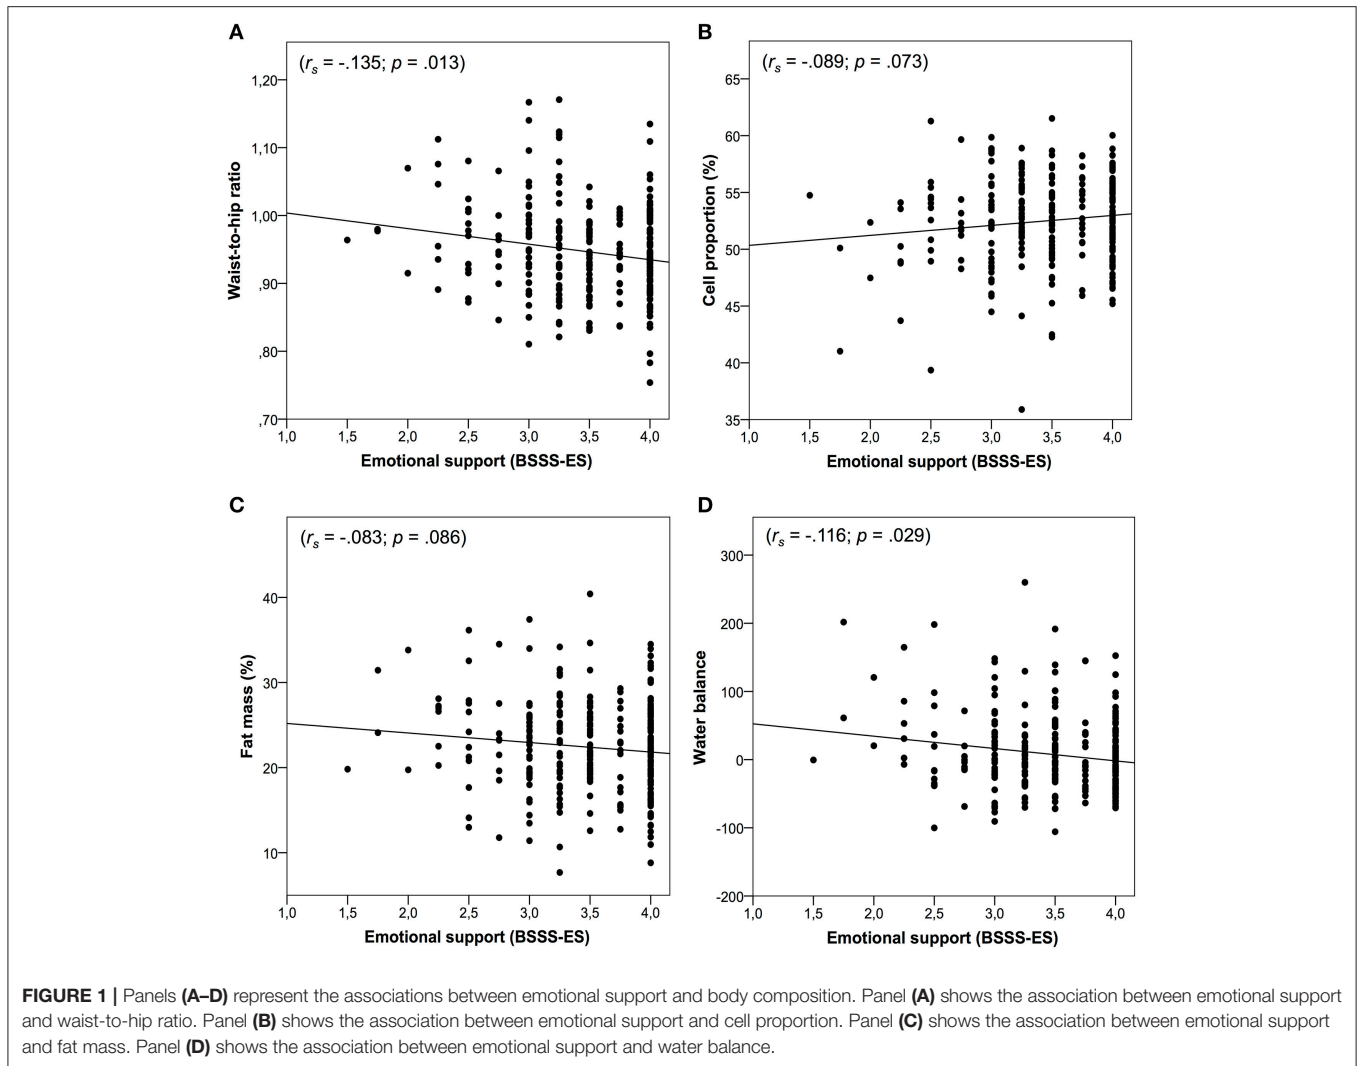 A
(rs = -.135; p = .013)
1,20
1,10
1,00
,90
,80
,70
Waist-to-hip ratio
1,0 1,5 2,0 2,5 3,0 3,5 4,0
Emotional support (BSSS-ES)
B
(rs = -.089; p = .073)
65
60
55
50
45
40
35
Cell proportion (%)
1,0 1,5 2,0 2,5 3,0 3,5 4,0
Emotional support (BSSS-ES)
C
(rs = -.083; p = .086)
40
30
20
10
Fat mass (%)
1,0 1,5 2,0 2,5 3,0 3,5 4,0
Emotional support (BSSS-ES)
D
(rs = -.116; p = .029)
300
200
100
0
-100
-200
Water balance
1,0 1,5 2,0 2,5 3,0 3,5 4,0
Emotional support (BSSS-ES)
FIGURE 1 | Panels (A–D) represent the associations between emotional support and body composition. Panel (A) shows the association between emotional support
and waist-to-hip ratio. Panel (B) shows the association between emotional support and cell proportion. Panel (C) shows the association between emotional support
and fat mass. Panel (D) shows the association between emotional support and water balance.